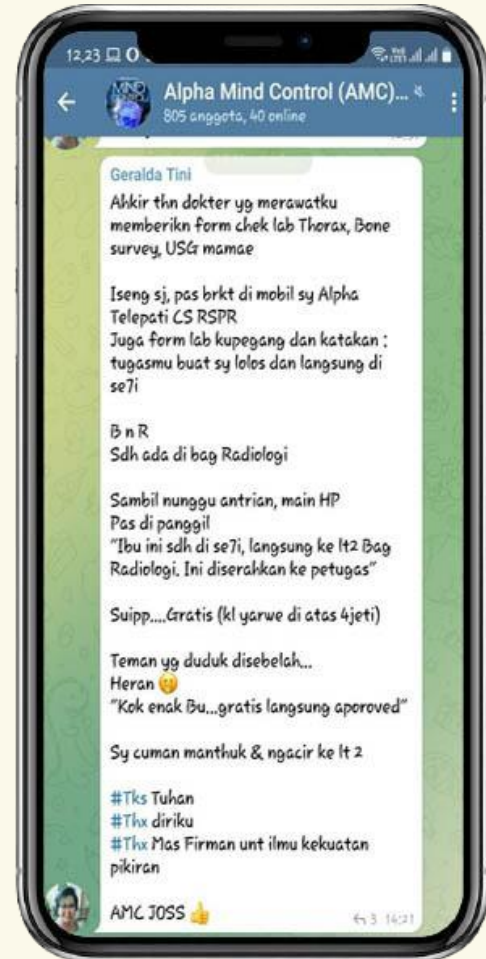 12,23
Alpha Mind Control (AMC)...
805 anggota, 40 online
Geralda Tini
Ahkir thn dokter yg merawatku
memberikn form chek lab Thorax, Bone
survey, USG mamae
Iseng sj, pas brkt di mobil sy Alpha
Telepati CS RSPR
Juga form lab kupegang dan katakan :
tugasmu buat sy lolos dan langsung di
se7i
B n R
Sdh ada di bag Radiologi
Sambil nunggu antrian, main HP
Pas di panggil
"Ibu ini sdh di se7i, langsung ke lt2 Bag
Radiologi. Ini diserahkan ke petugas"
Suipp....Gratis (kl yarwe di atas 4jeti)
Teman yg duduk disebelah...
Heran 🤫
"Kok enak Bu...gratis langsung aporoved"
Sy cuman manthuk & ngacir ke lt 2
#Tks Tuhan
#Thx diriku
#Thx Mas Firman unt ilmu kekuatan
pikiran
AMC JOSS 👍
3 14:21